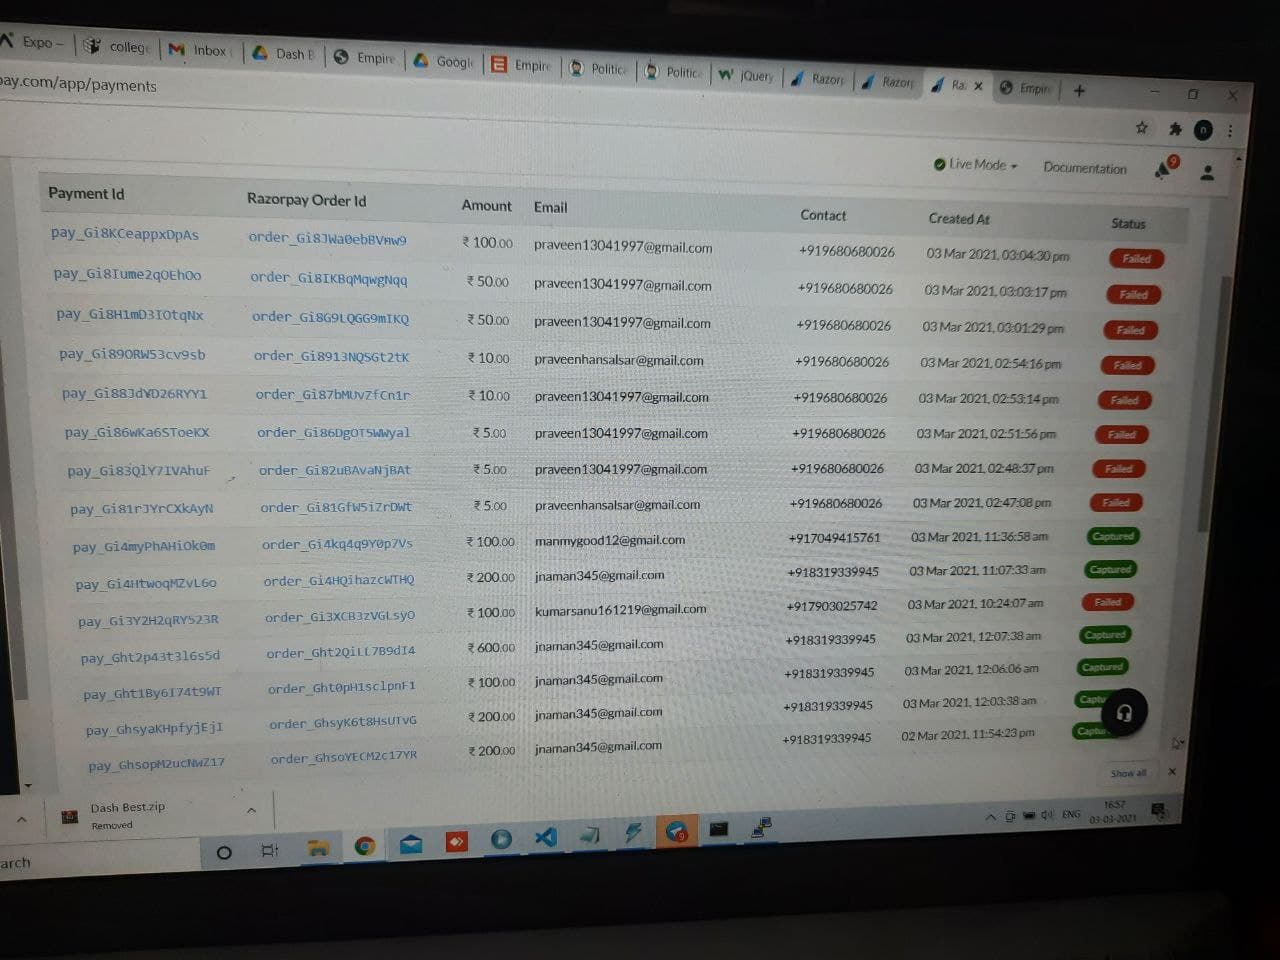 Expo –
college
Inbox
Dash B
Empire
Google
Empire
Politic
Politic
jQuery
Razorp
Razorp
Ra
Empire
pay.com/app/payments
n
Live Mode
Documentation
9
Payment Id Razorpay Order Id Amount Email Contact Created At Status
pay_Gi8KCeappxDpAs order_Gi8JWa0ebBVAw9 ₹ 100.00 praveen13041997@gmail.com +919680680026 03 Mar 2021, 03:04:30 pm Failed
pay_Gi8Iume2qOEhOo order_Gi8IKBqMqwgNqq ₹ 50.00 praveen13041997@gmail.com +919680680026 03 Mar 2021, 03:03:17 pm Failed
pay_Gi8H1mD3IOtqNx order_Gi8G9LQGG9mIKQ ₹ 50.00 praveen13041997@gmail.com +919680680026 03 Mar 2021, 03:01:29 pm Failed
pay_Gi89ORW53cv9sb order_Gi8913NQSGt2tK ₹ 10.00 praveenhansalsar@gmail.com +919680680026 03 Mar 2021, 02:54:16 pm Failed
pay_Gi88JdYD26RYY1 order_Gi87bMUvZfCn1r ₹ 10.00 praveen13041997@gmail.com +919680680026 03 Mar 2021, 02:53:14 pm Failed
pay_Gi86wKa6SToeKX order_Gi86DgOT5WWyal ₹ 5.00 praveen13041997@gmail.com +919680680026 03 Mar 2021, 02:51:56 pm Failed
pay_Gi83QlY7IVAhuF order_Gi82uBAvaNjBAt ₹ 5.00 praveen13041997@gmail.com +919680680026 03 Mar 2021, 02:48:37 pm Failed
pay_Gi81rJYrCXkAyN order_Gi81GfW5iZrDWt ₹ 5.00 praveenhansalsar@gmail.com +919680680026 03 Mar 2021, 02:47:08 pm Failed
pay_Gi4myPhAHiOk0m order_Gi4kq4q9Y0p7Vs ₹ 100.00 manmygood12@gmail.com +917049415761 03 Mar 2021, 11:36:58 am Captured
pay_Gi4HtwoqMZvL6o order_Gi4HQihazcWTHQ ₹ 200.00 jnaman345@gmail.com +918319339945 03 Mar 2021, 11:07:33 am Captured
pay_Gi3Y2H2qRY523R order_Gi3XCB3zVGLsyO ₹ 100.00 kumarsanu161219@gmail.com +917903025742 03 Mar 2021, 10:24:07 am Failed
pay_Ght2p43t3l6s5d order_Ght2QiLL7B9dI4 ₹ 600.00 jnaman345@gmail.com +918319339945 03 Mar 2021, 12:07:38 am Captured
pay_Ght1By6I74t9WT order_Ght0pH1sclpnF1 ₹ 100.00 jnaman345@gmail.com +918319339945 03 Mar 2021, 12:06:06 am Captured
pay_GhsyaKHpfyjEjI order_GhsyK6t8HsUTvG ₹ 200.00 jnaman345@gmail.com +918319339945 03 Mar 2021, 12:03:38 am Captu
pay_GhsopM2ucNwZ17 order_GhsoYECM2c17YR ₹ 200.00 jnaman345@gmail.com +918319339945 02 Mar 2021, 11:54:23 pm Captu
Dash Best.zip
Removed
Show all
arch
ENG
16:57
03-03-2021